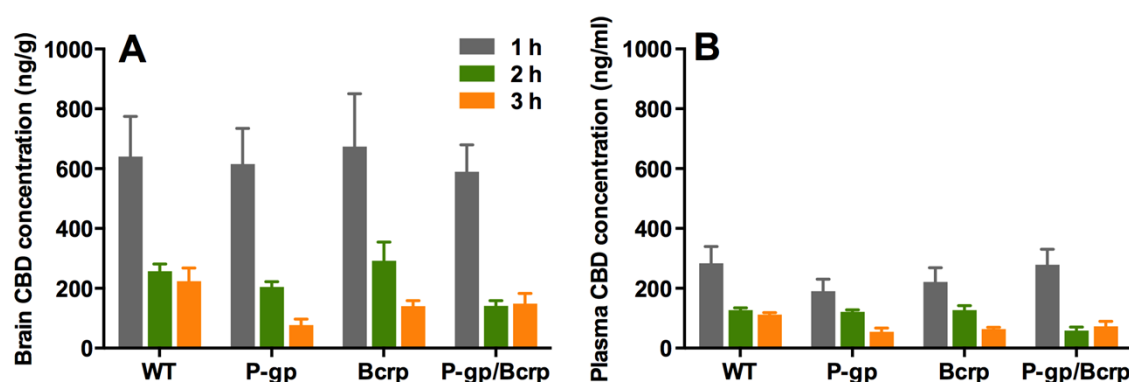 A
Brain CBD concentration (ng/g)
1000
800
600
400
200
0
1 h
2 h
3 h
WT P-gp Bcrp P-gp/Bcrp
B
Plasma CBD concentration (ng/ml)
1000
800
600
400
200
0
WT P-gp Bcrp P-gp/Bcrp